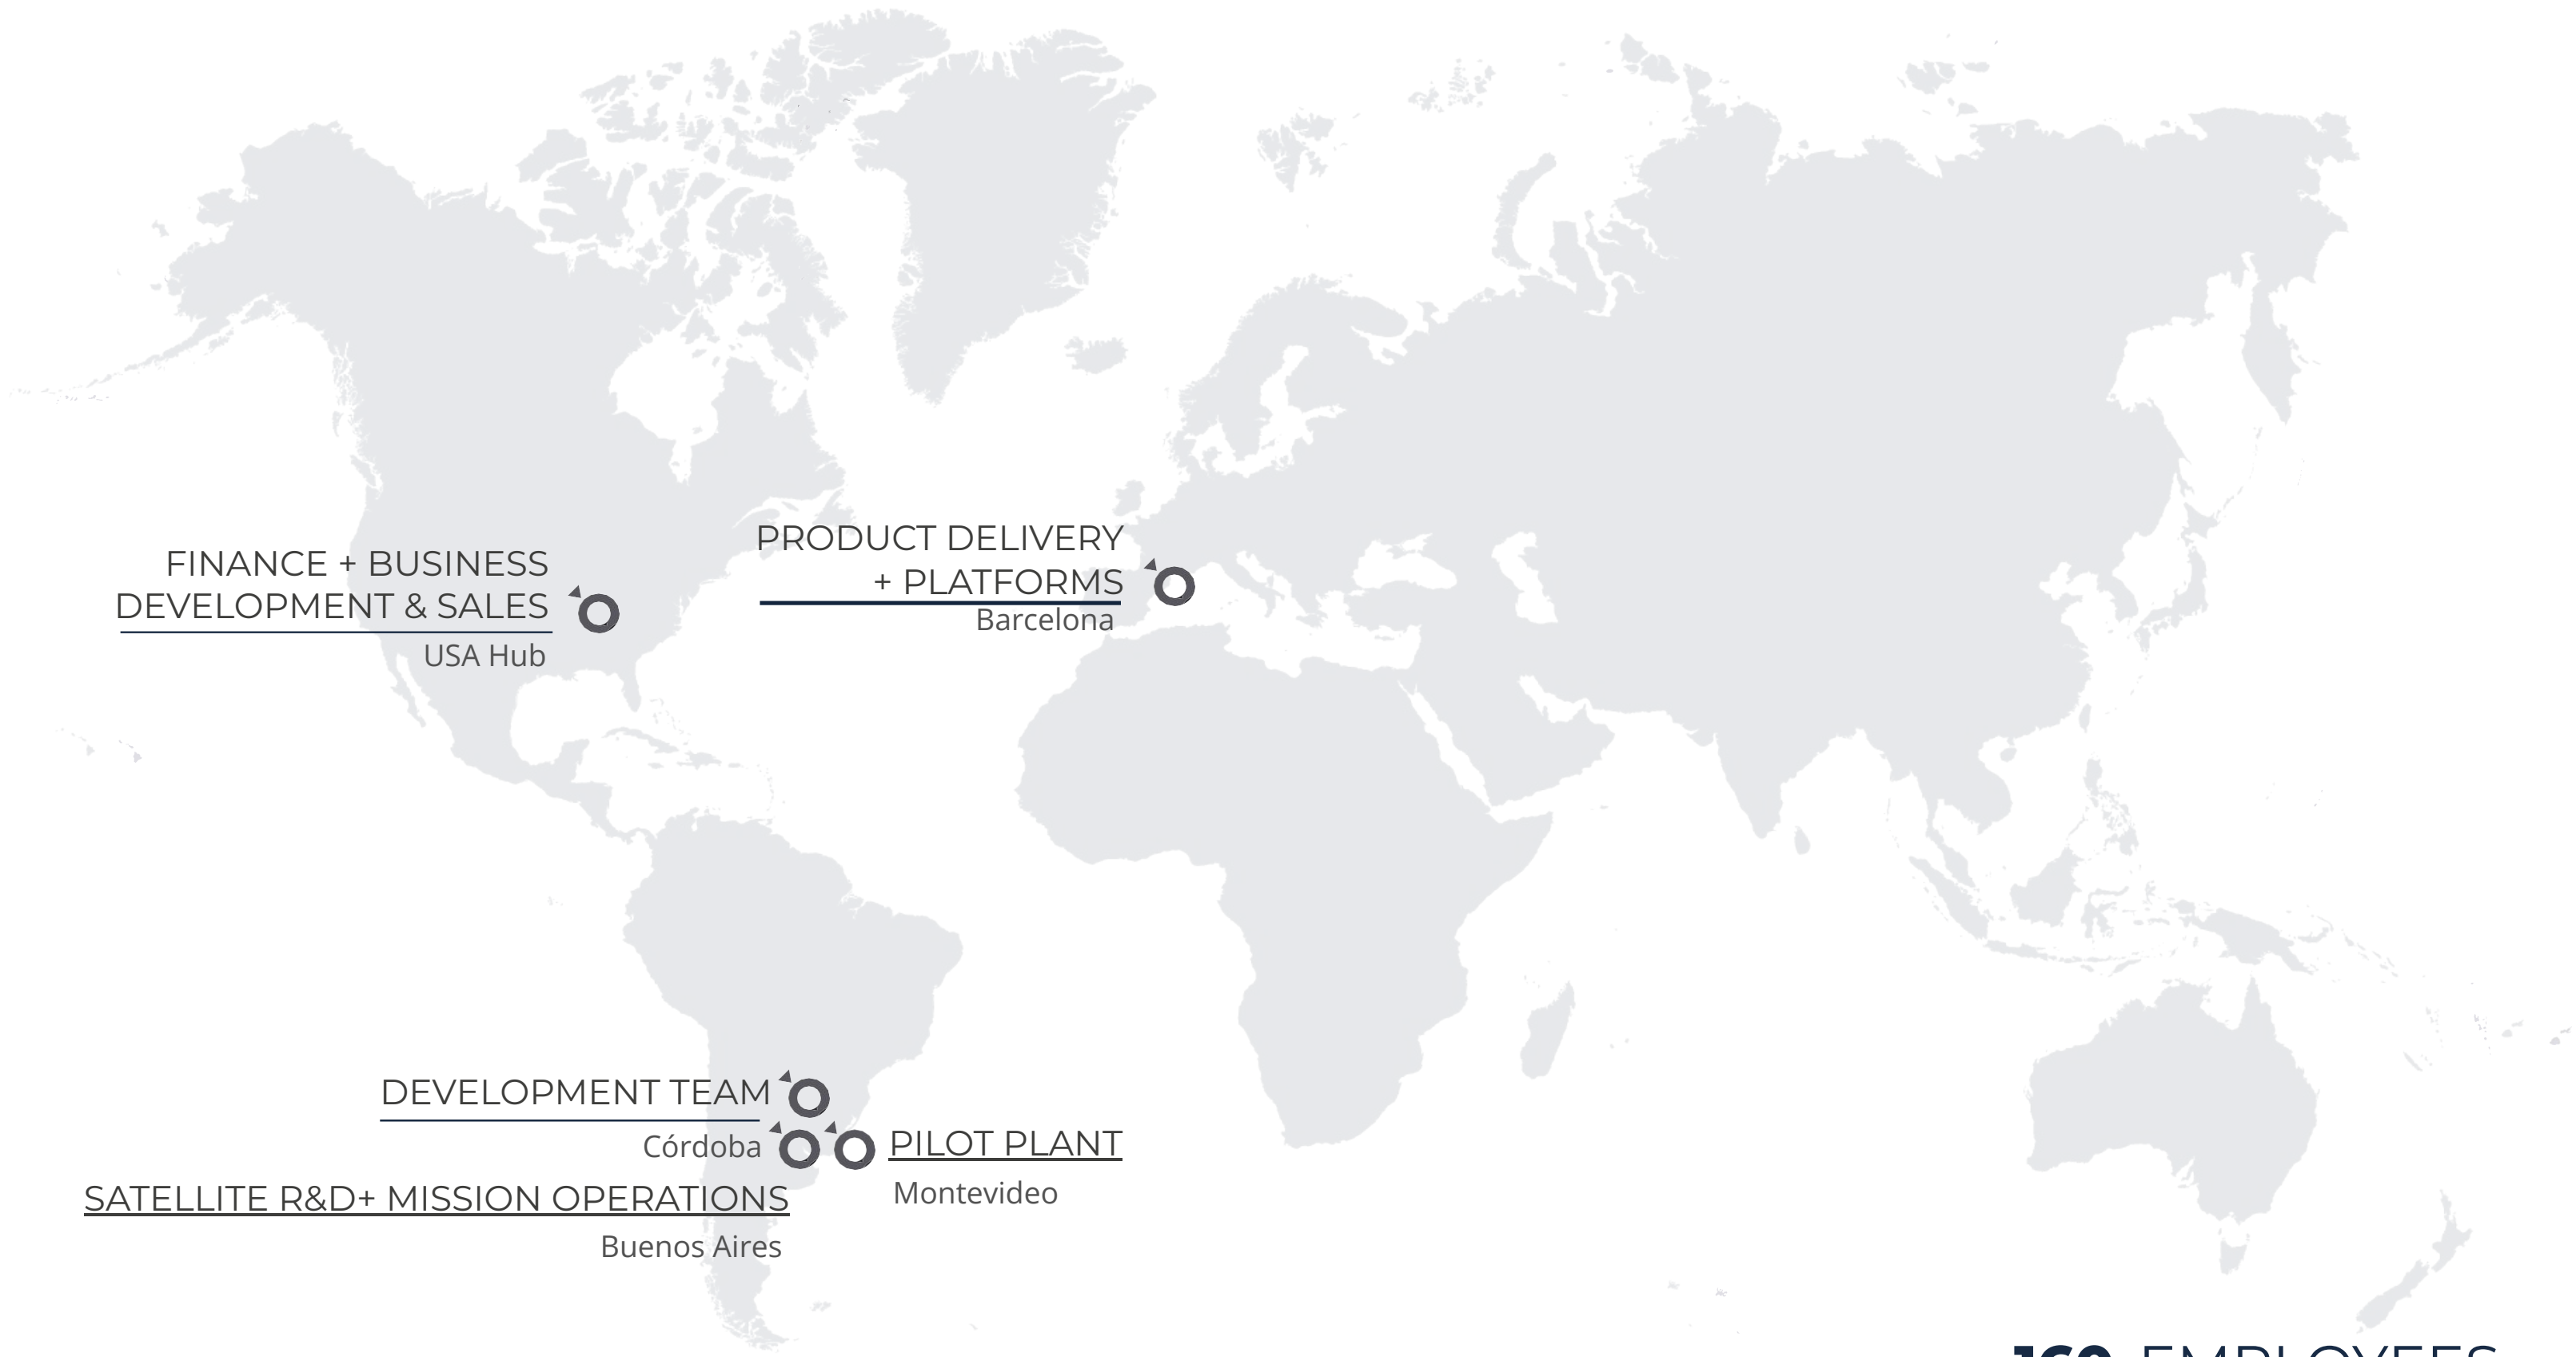 PRODUCT DELIVERY
+ PLATFORMS
Barcelona
FINANCE + BUSINESS
DEVELOPMENT & SALES
USA Hub
DEVELOPMENT TEAM
Córdoba
PILOT PLANT
Montevideo
SATELLITE R&D+ MISSION OPERATIONS
Buenos Aires
EMPLOYEES